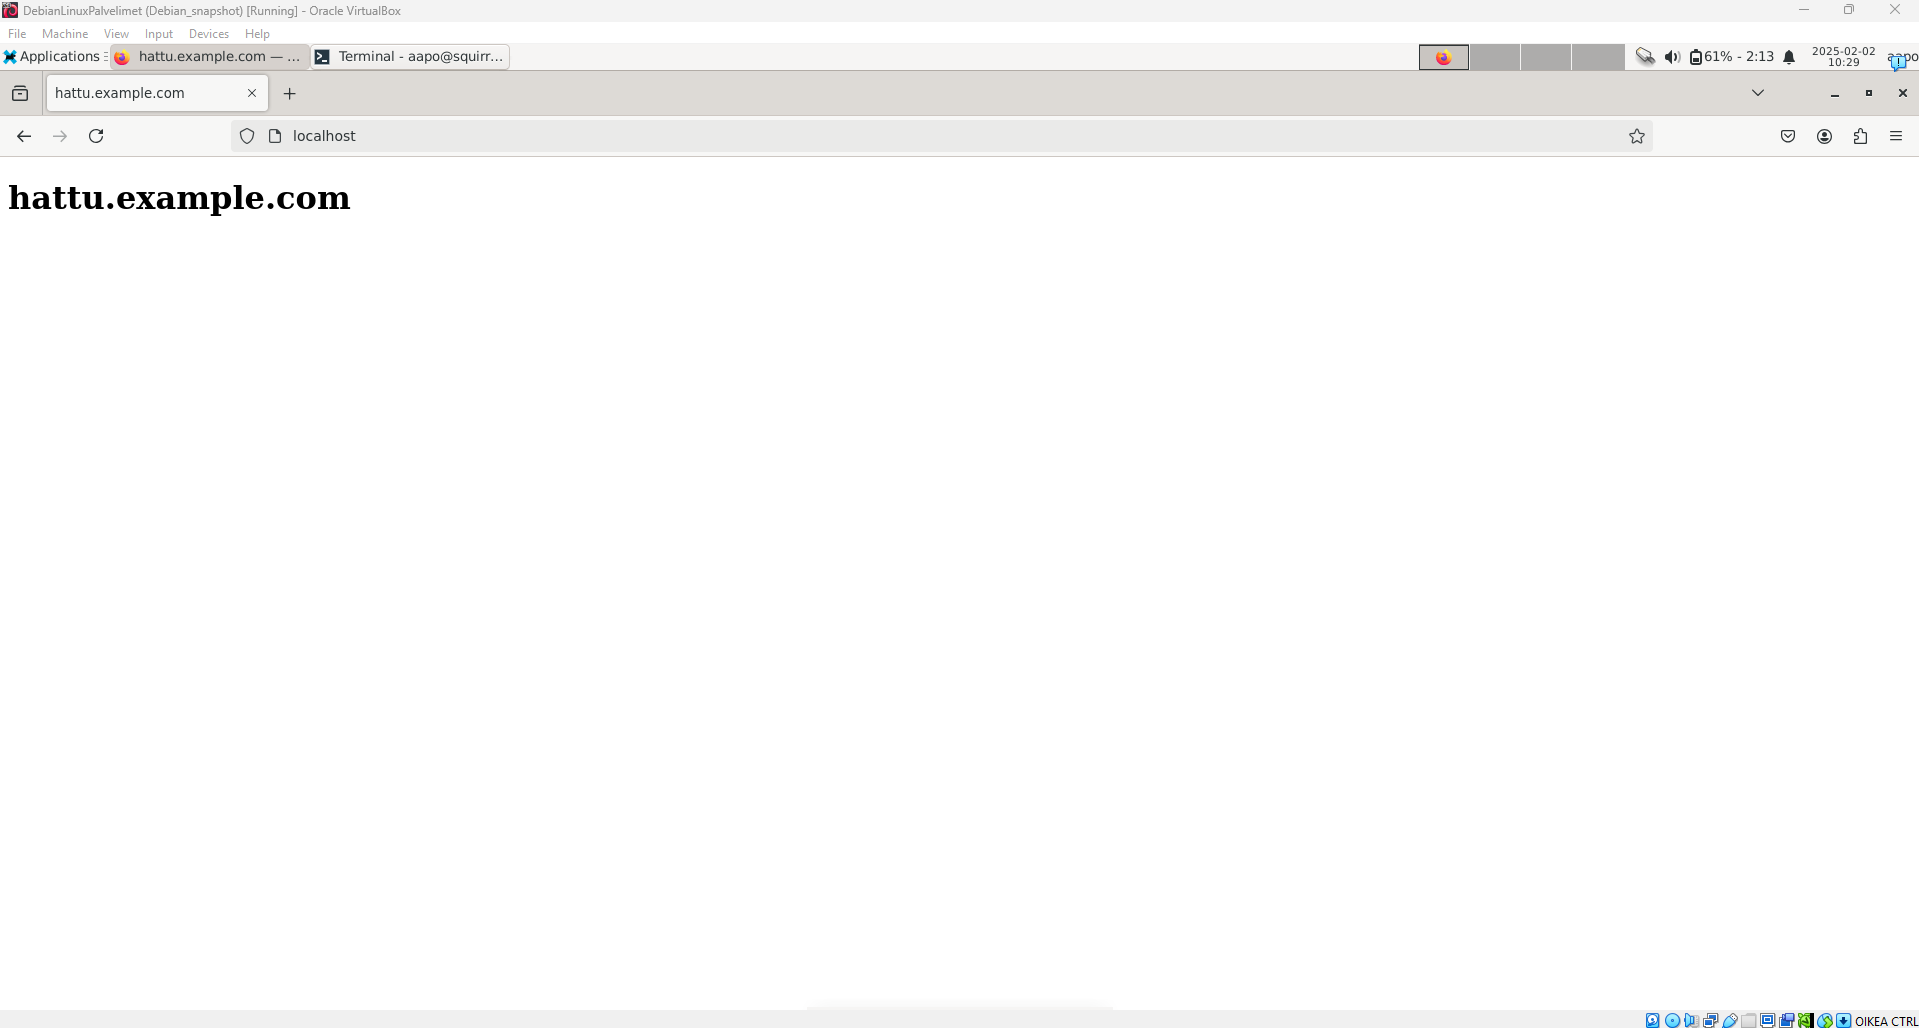 DebianLinuxPalvelimet (Debian_snapshot) [Running] - Oracle VirtualBox
File Machine View Input Devices Help
Applications hattu.example.com — ... Terminal - aapo@squirr... 61% - 2:13 2025-02-02
10:29
hattu.example.com
localhost
hattu.example.com
OIKEA CTRL